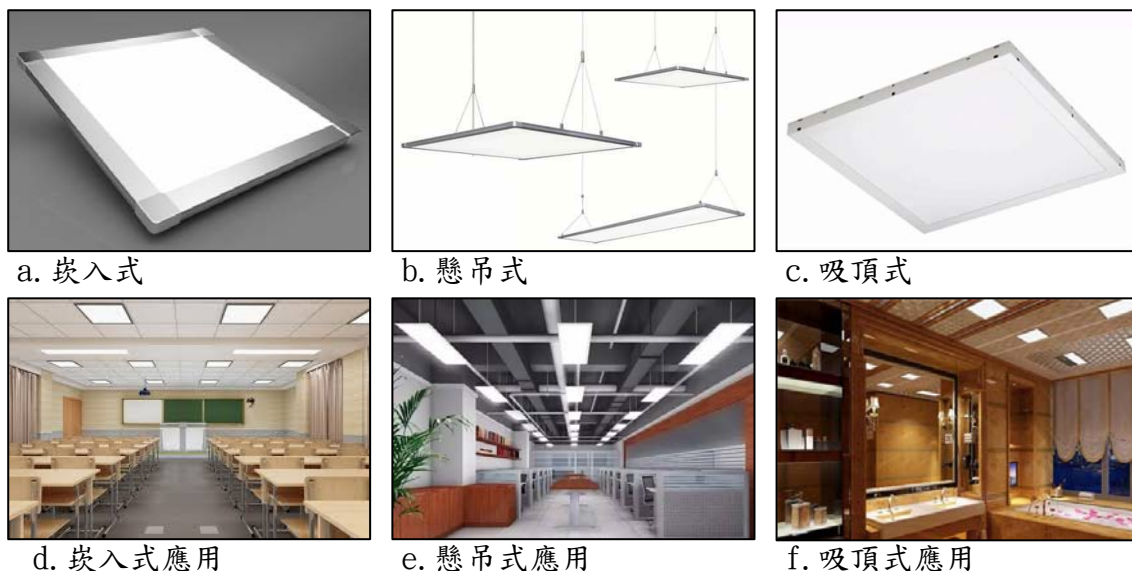 a. 崁入式
b. 懸吊式
c. 吸頂式
d. 崁入式應用
e. 懸吊式應用
f. 吸頂式應用